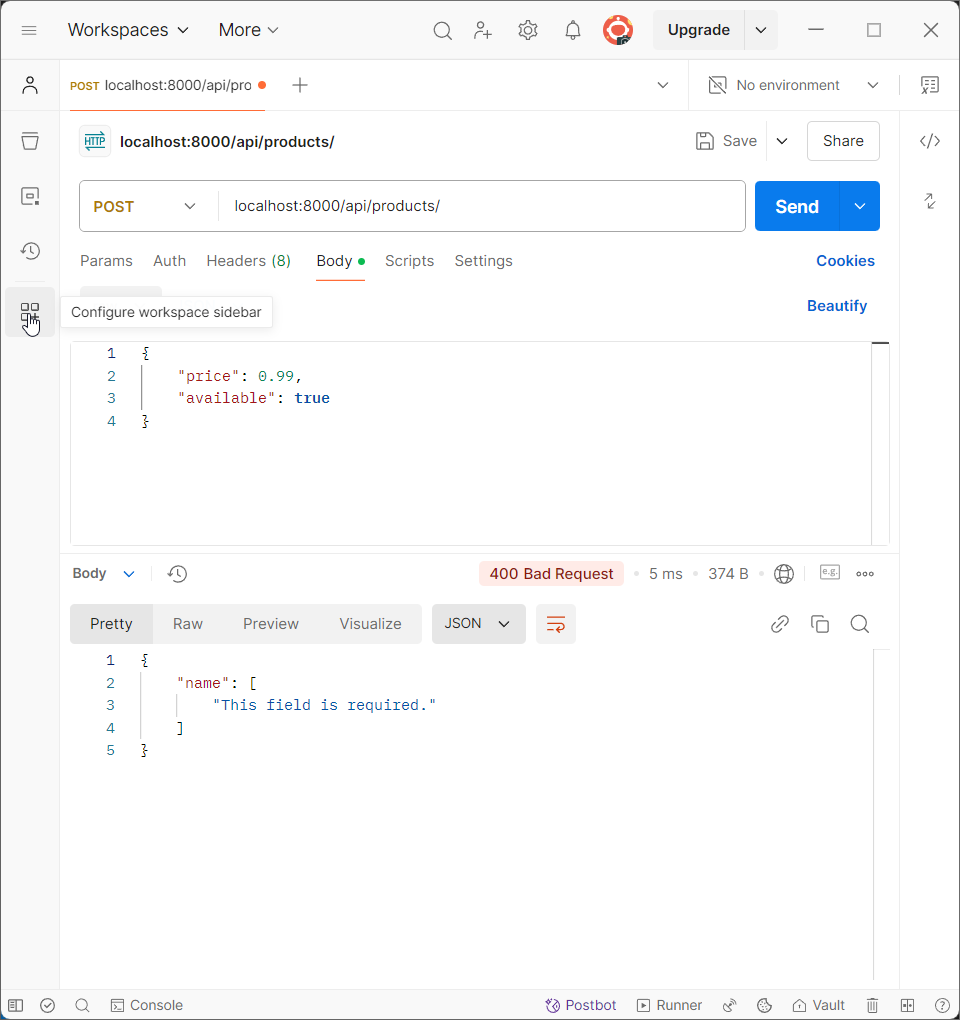 Workspaces More Upgrade
POST localhost:8000/api/pro No environment
HTTP localhost:8000/api/products/ Save Share
POST localhost:8000/api/products/ Send
Params Auth Headers (8) Body Scripts Settings Cookies
Configure workspace sidebar Beautify
1 {
2 "price": 0.99,
3 "available": true
4 }
Body 400 Bad Request 5 ms 374 B e.g.
Pretty Raw Preview Visualize JSON
1 {
2 "name": [
3 "This field is required."
4 ]
5 }
Console Postbot Runner Vault